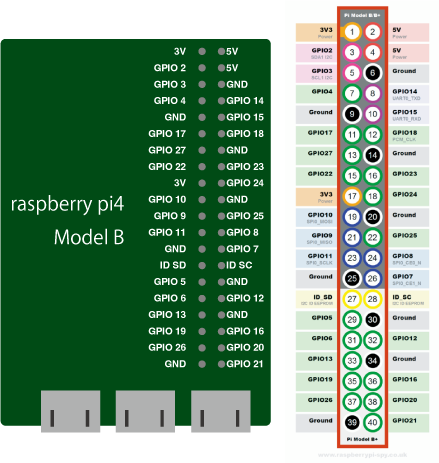 3V 5V
GPIO 2 5V
GPIO 3 GND
GPIO 4 GPIO 14
GND GPIO 15
GPIO 17 GPIO 18
GPIO 27 GND
GPIO 22 GPIO 23
3V GPIO 24
GPIO 10 GND
GPIO 9 GPIO 25
GPIO 11 GPIO 8
GND GPIO 7
ID SD ID SC
GPIO 5 GND
GPIO 6 GPIO 12
GPIO 13 GND
GPIO 19 GPIO 16
GPIO 26 GPIO 20
GND GPIO 21
raspberry pi4
Model B
Pi Model B/B+
3V3 1 2 5V
Power Power
GPIO2 3 4 5V
SDA1 I2C Power
GPIO3 5 6 Ground
SCL1 I2C
GPIO4 7 8 GPIO14
UART0_TXD
Ground 9 10 GPIO15
UART0_RXD
GPIO17 11 12 GPIO18
PCM_CLK
GPIO27 13 14 Ground
GPIO22 15 16 GPIO23
3V3 17 18 GPIO24
Power
GPIO10 19 20 Ground
SPI0_MOSI
GPIO9 21 22 GPIO25
SPI0_MISO
GPIO11 23 24 GPIO8
SPI0_SCLK SPI0_CE0_N
Ground 25 26 GPIO7
SPI0_CE1_N
ID_SD 27 28 ID_SC
I2C ID EEPROM I2C ID EEPROM
GPIO5 29 30 Ground
GPIO6 31 32 GPIO12
GPIO13 33 34 Ground
GPIO19 35 36 GPIO16
GPIO26 37 38 GPIO20
Ground 39 40 GPIO21
Pi Model B+
www.raspberrypi-spy.co.uk